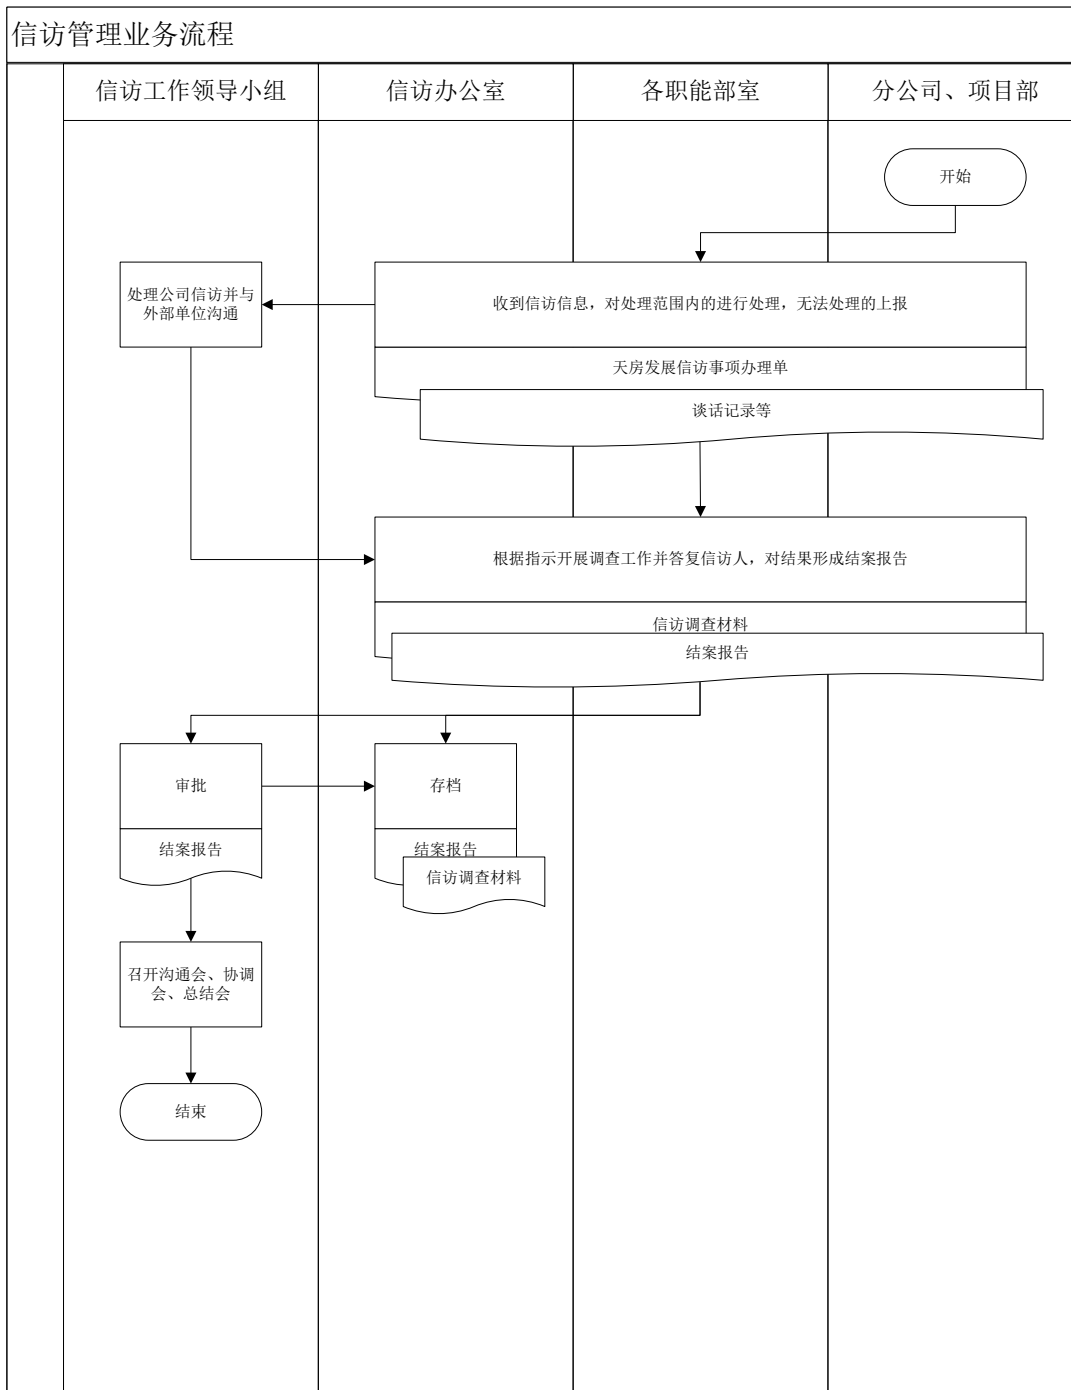 信访管理业务流程
信访工作领导小组
信访办公室
各职能部室
分公司、项目部
开始
处理公司信访并与
外部单位沟通
收到信访信息，对处理范围内的进行处理，无法处理的上报
天房发展信访事项办理单
谈话记录等
根据指示开展调查工作并答复信访人，对结果形成结案报告
信访调查材料
结案报告
审批
结案报告
存档
结案报告
信访调查材料
召开沟通会、协调
会、总结会
结束